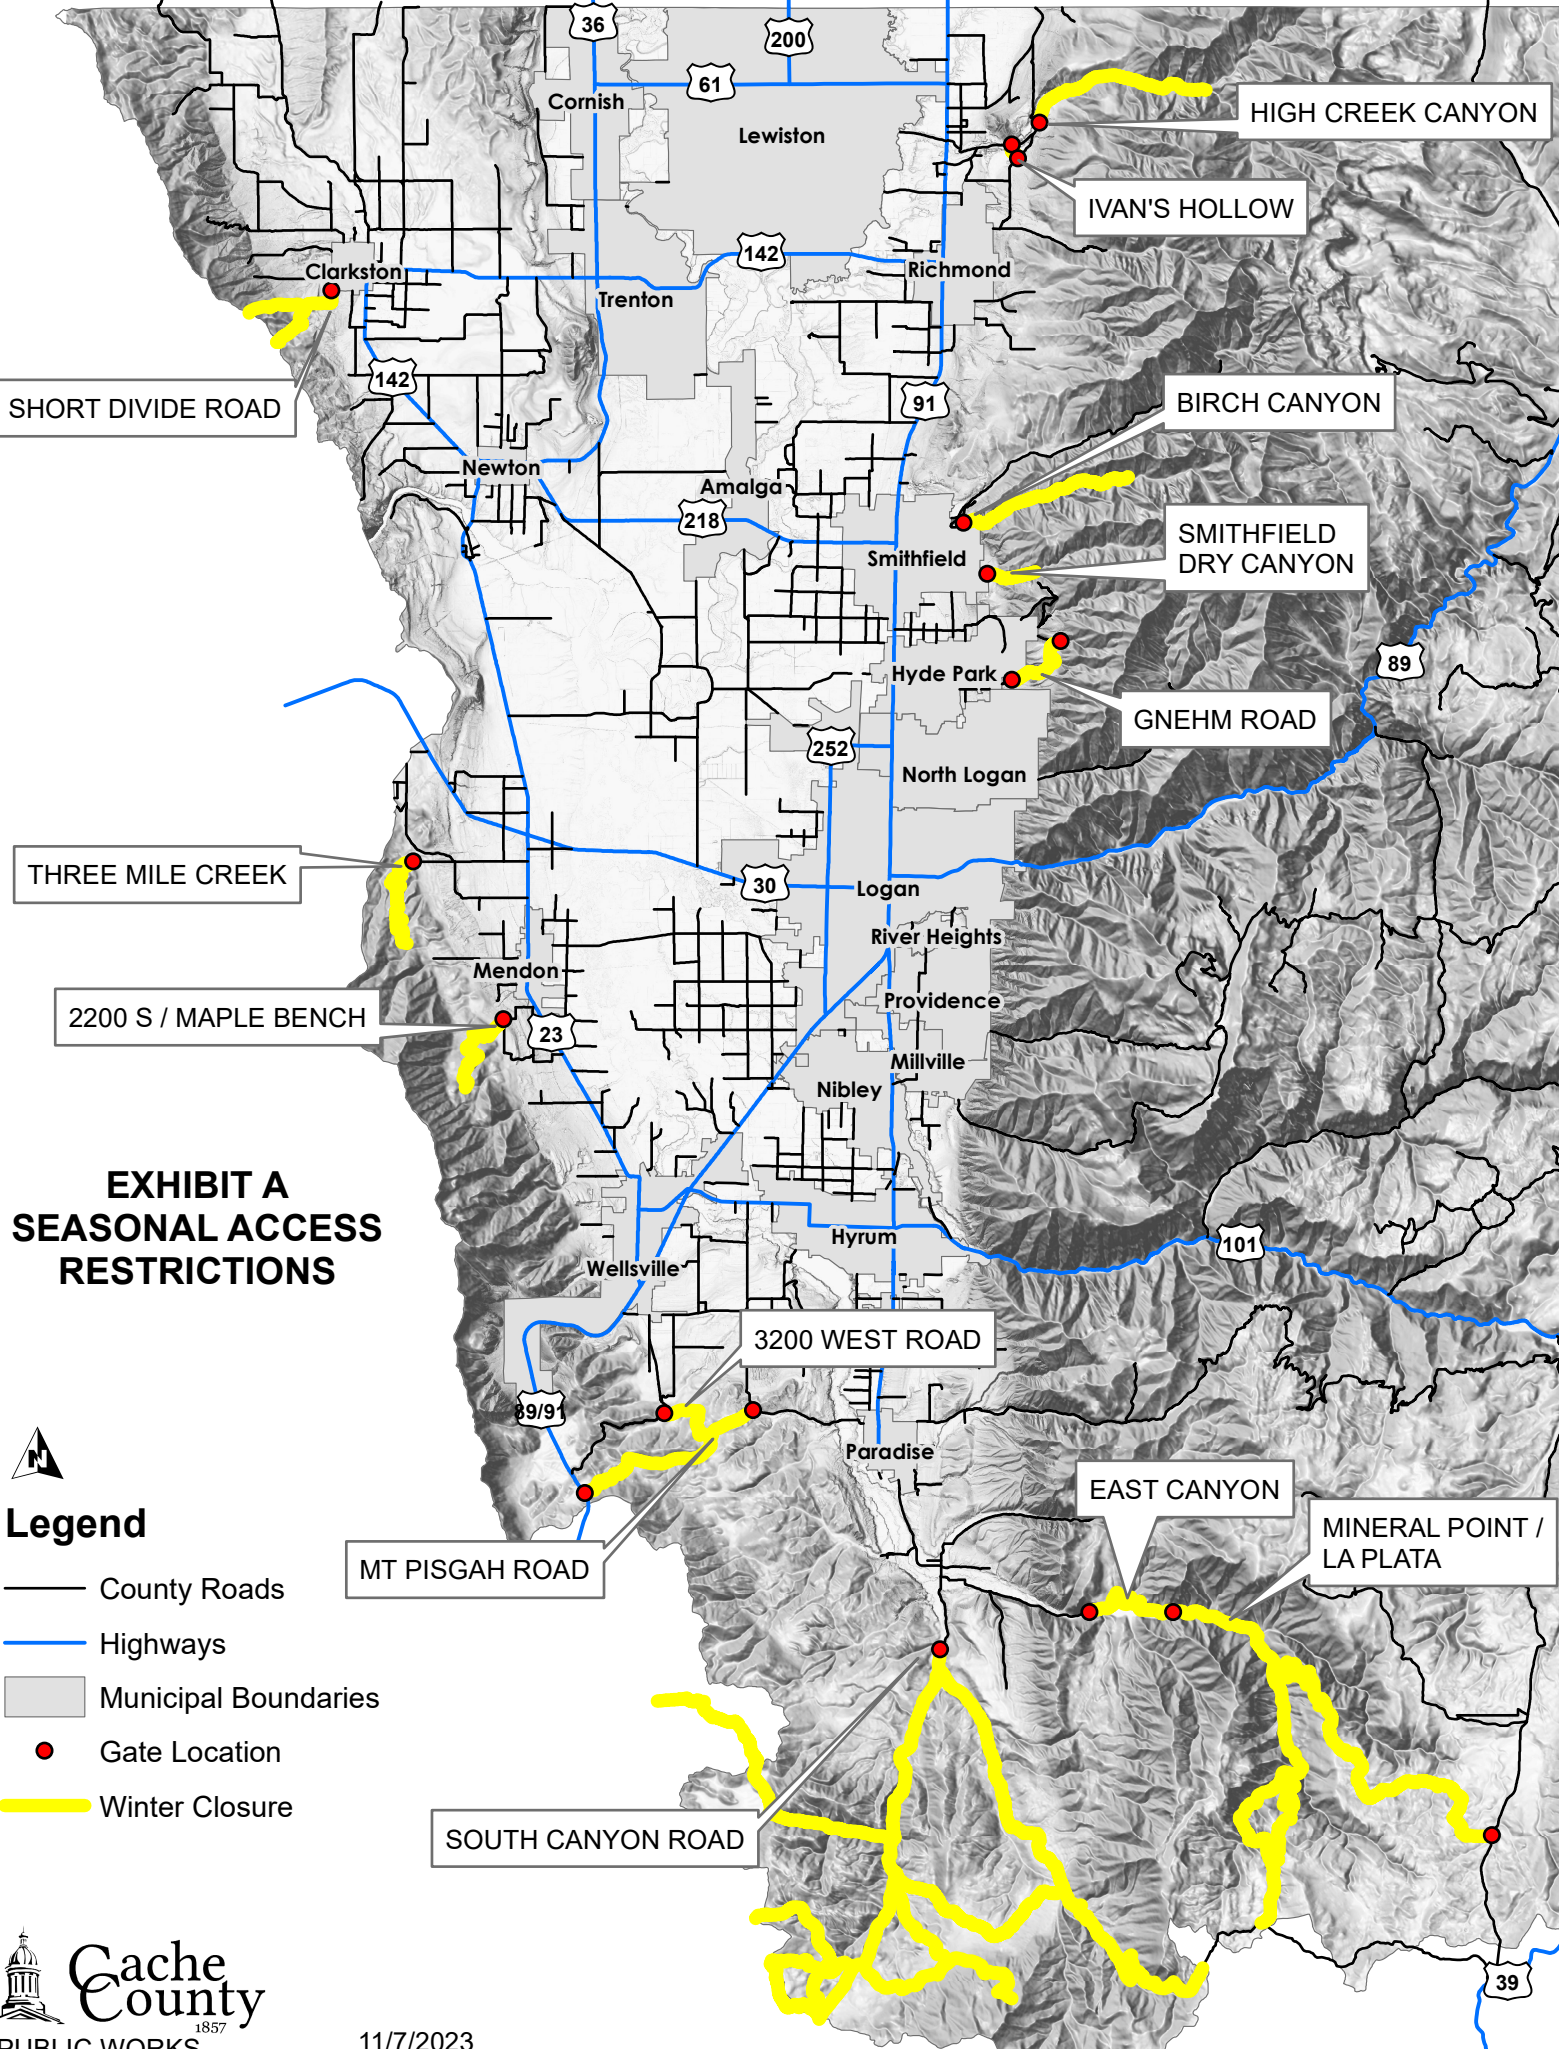 36
200
61
Cornish
Lewiston
HIGH CREEK CANYON
IVAN'S HOLLOW
142
Clarkston
Richmond
Trenton
142
91
SHORT DIVIDE ROAD
BIRCH CANYON
Newton
Amalga
218
Smithfield
SMITHFIELD
DRY CANYON
89
Hyde Park
GNEHM ROAD
252
North Logan
THREE MILE CREEK
30
Logan
River Heights
Mendon
Providence
2200 S / MAPLE BENCH
23
Millville
Nibley
EXHIBIT A
SEASONAL ACCESS
RESTRICTIONS
Hyrum
101
Wellsville
3200 WEST ROAD
89/91
Paradise
N
EAST CANYON
MINERAL POINT /
LA PLATA
MT PISGAH ROAD
Legend
County Roads
Highways
Municipal Boundaries
Gate Location
Winter Closure
SOUTH CANYON ROAD
Cache
County
1857
PUBLIC WORKS
11/7/2023
39